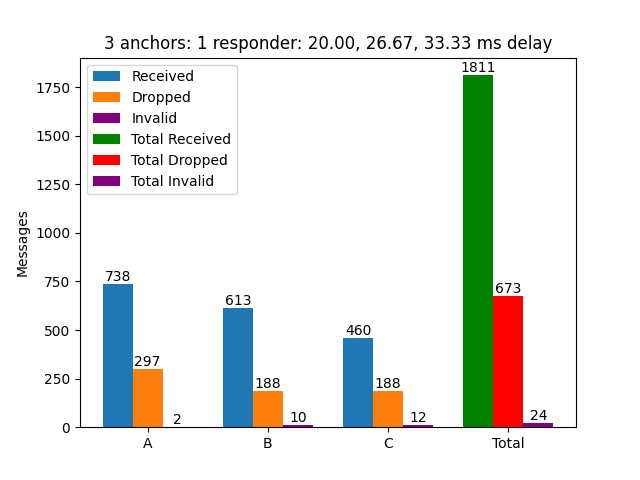 3 anchors: 1 responder: 20.00, 26.67, 33.33 ms delay
Received
Dropped
Invalid
Total Received
Total Dropped
Total Invalid
Messages
1750
1500
1250
1000
750
500
250
0
738
297
2
613
188
10
460
188
12
1811
673
24
A
B
C
Total